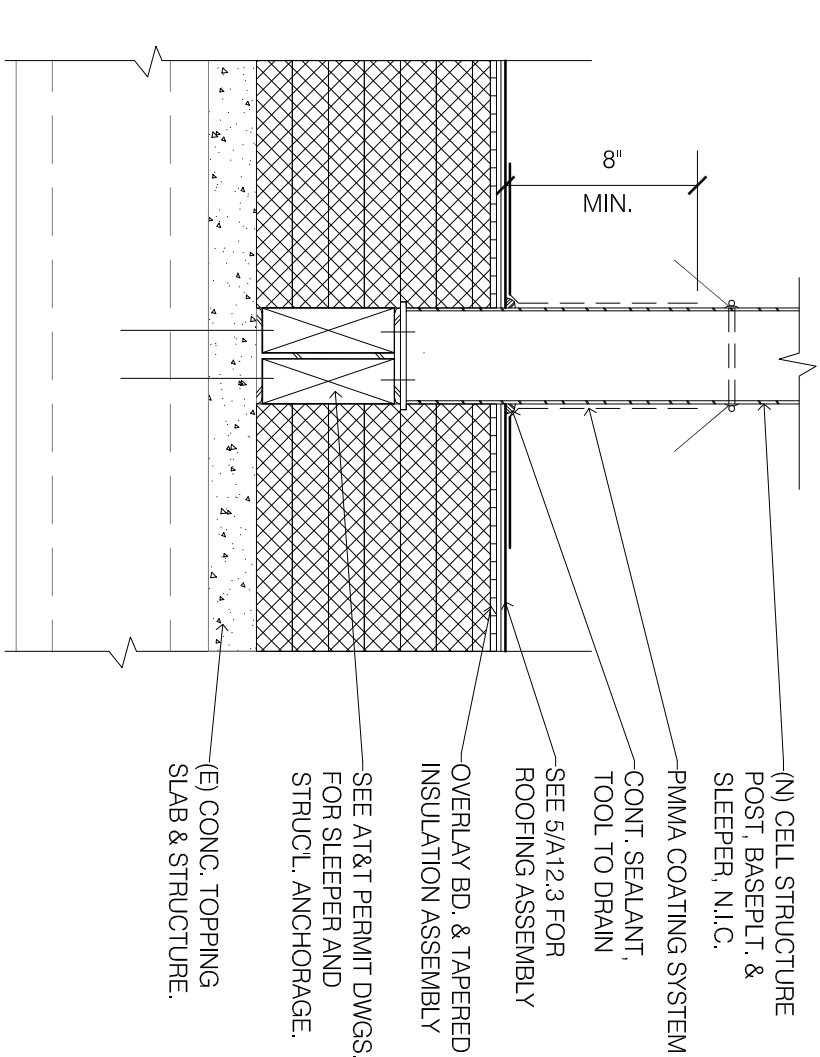 8"
MIN.
(N) CELL STRUCTURE
POST, BASEPLT. &
SLEEPER, N.I.C.
PMMA COATING SYSTEM
CONT. SEALANT,
TOOL TO DRAIN
SEE 5/A12.3 FOR
ROOFING ASSEMBLY
OVERLAY BD. & TAPERED
INSULATION ASSEMBLY
SEE AT&T PERMIT DWGS.
FOR SLEEPER AND
STRUC'L. ANCHORAGE.
(E) CONC. TOPPING
SLAB & STRUCTURE.